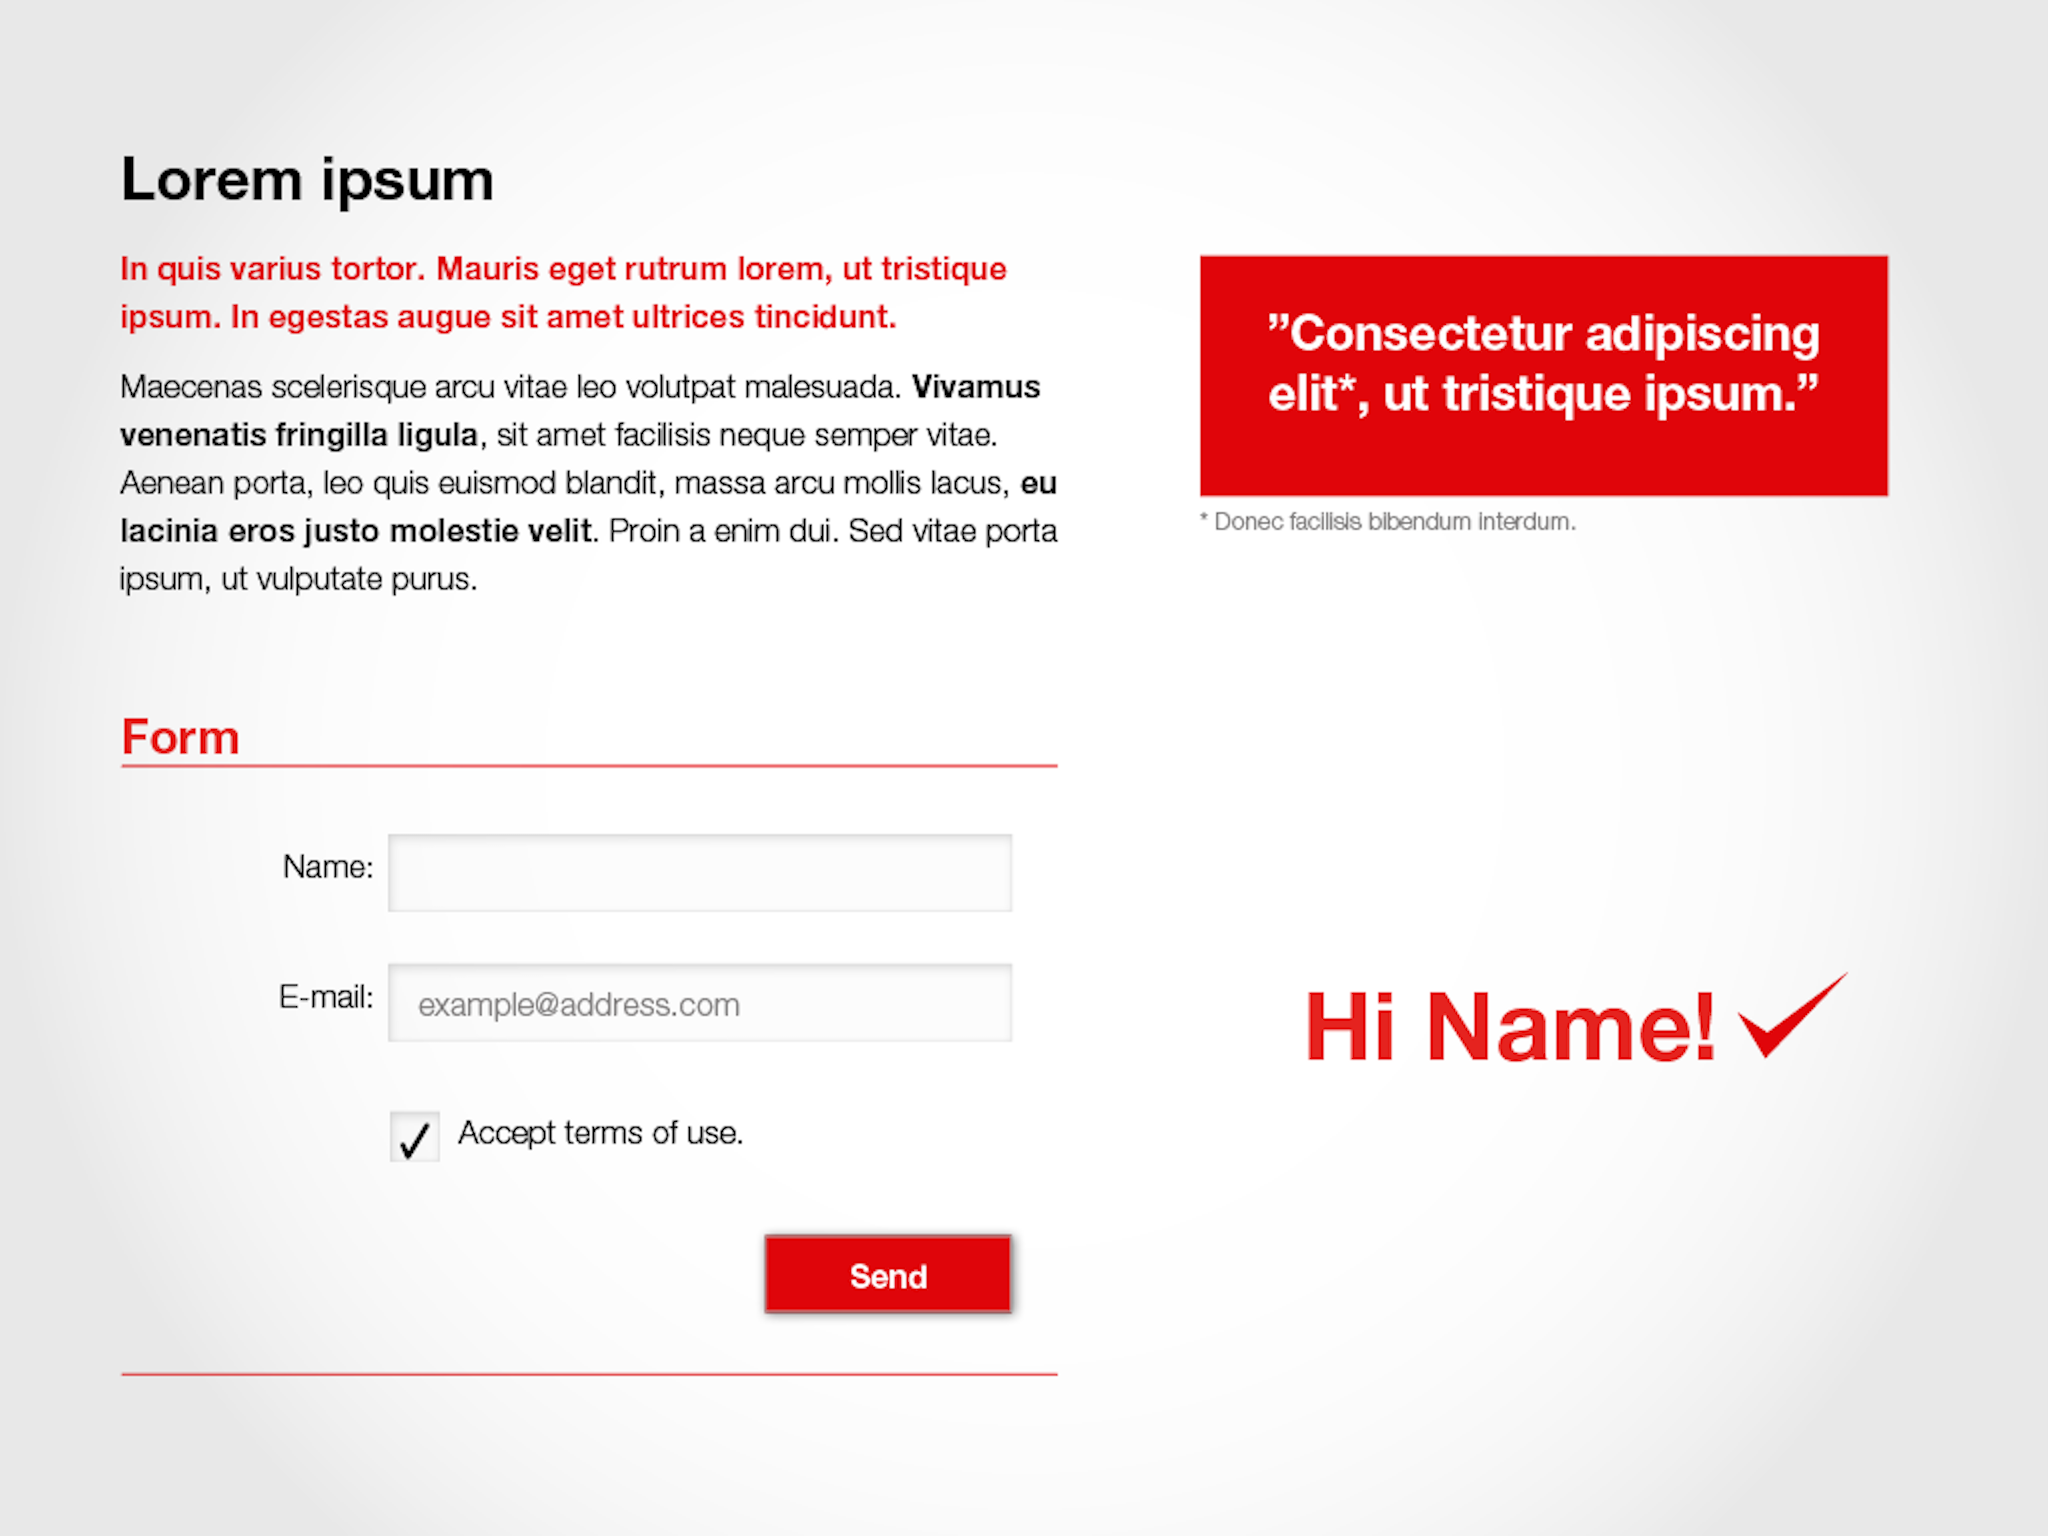 Lorem ipsum
In quis varius tortor. Mauris eget rutrum lorem, ut tristique
ipsum. In egestas augue sit amet ultrices tincidunt.
Maecenas scelerisque arcu vitae leo volutpat malesuada. Vivamus
venenatis fringilla ligula, sit amet facilisis neque semper vitae.
Aenean porta, leo quis euismod blandit, massa arcu mollis lacus, eu
lacinia eros justo molestie velit. Proin a enim dui. Sed vitae porta
ipsum, ut vulputate purus.
”Consectetur adipiscing
elit*, ut tristique ipsum.”
* Donec facilisis bibendum interdum.
Form
Name:
E-mail:
example@address.com
Accept terms of use.
Send
Hi Name!